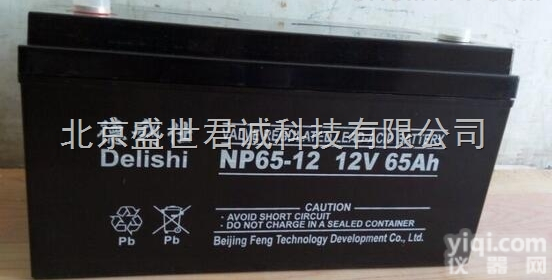 北京盛世君诚科技有限公司
Delishi
NP65-12 12V 65Ah
BATTERY
CAUTION :
- AVOID SHORT CIRCUIT
- DO NOT CHARGE IN A SEALED CONTAINER
Pb
Pb
Beijing Feng Technology Development Co., Ltd.
yiqi.com
仪器网